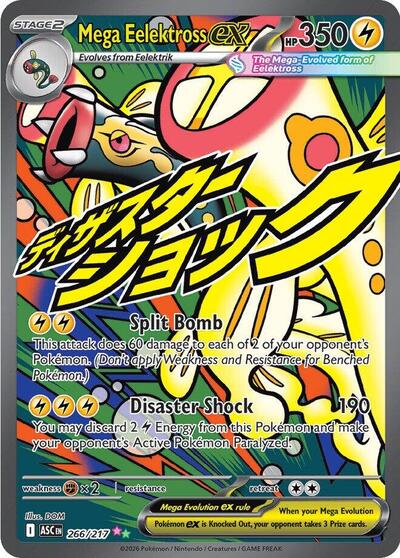 STAGE2
Mega Eelektross ex
HP350
Evolves from Eelektrik
The Mega-Evolved form of
Eelektross
ディザスター
ショック
Split Bomb
This attack does 60 damage to each of 2 of your opponent's
Pokémon. (Don't apply Weakness and Resistance for Benched
Pokémon.)
Disaster Shock 190
You may discard 2 Energy from this Pokémon and make
your opponent's Active Pokémon Paralyzed.
weakness ×2 resistance retreat
Illus. DOM
Mega Evolution ex rule
When your Mega Evolution
Pokémon ex is Knocked Out, your opponent takes 3 Prize cards.
I ASC EN 266/217
©2026 Pokémon / Nintendo / Creatures / GAME FREAK